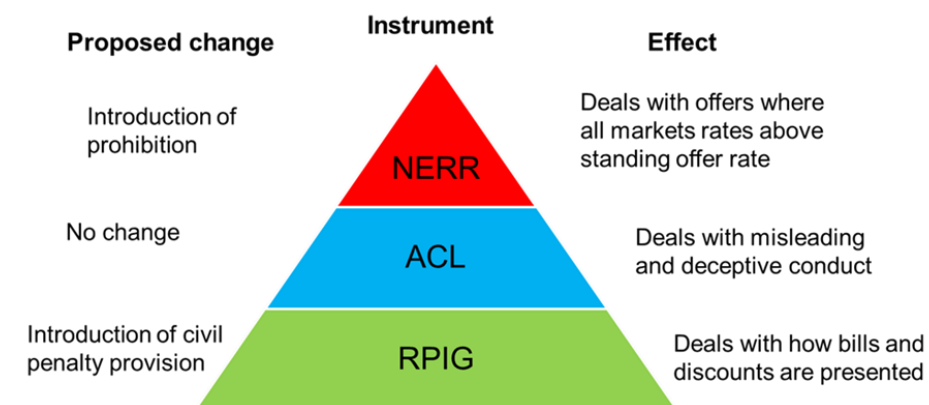 Proposed change
Instrument
Effect
Introduction of
prohibition
NERR
Deals with offers where
all markets rates above
standing offer rate
No change
ACL
Deals with misleading
and deceptive conduct
Introduction of civil
penalty provision
RPIG
Deals with how bills and
discounts are presented